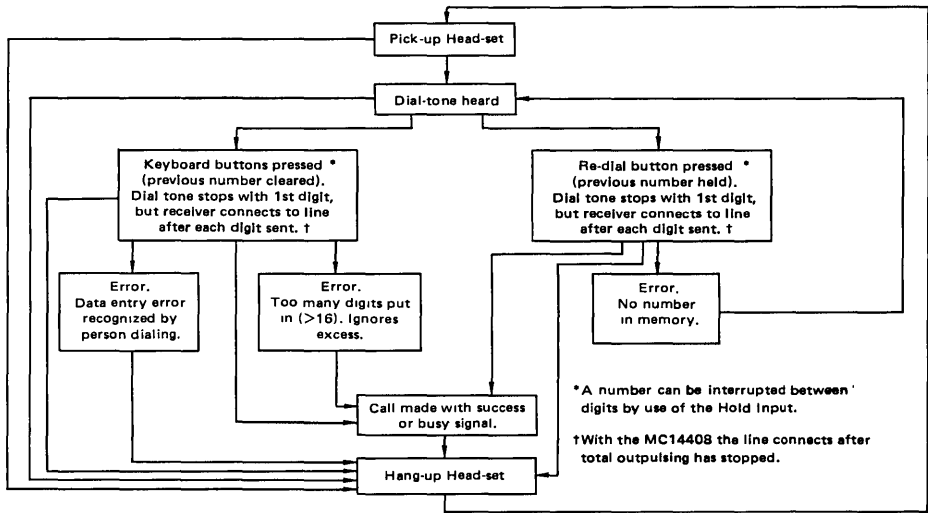 Pick-up Head-set
Dial-tone heard
Keyboard buttons pressed *
(previous number cleared).
Dial tone stops with 1st digit,
but receiver connects to line
after each digit sent. †
Re-dial button pressed *
(previous number held).
Dial tone stops with 1st digit,
but receiver connects to line
after each digit sent. †
Error.
Data entry error
recognized by
person dialing.
Error.
Too many digits put
in (>16). Ignores
excess.
Error.
No number
in memory.
Call made with success
or busy signal.
Hang-up Head-set
*A number can be interrupted between
digits by use of the Hold Input.
†With the MC14408 the line connects after
total outpulsing has stopped.